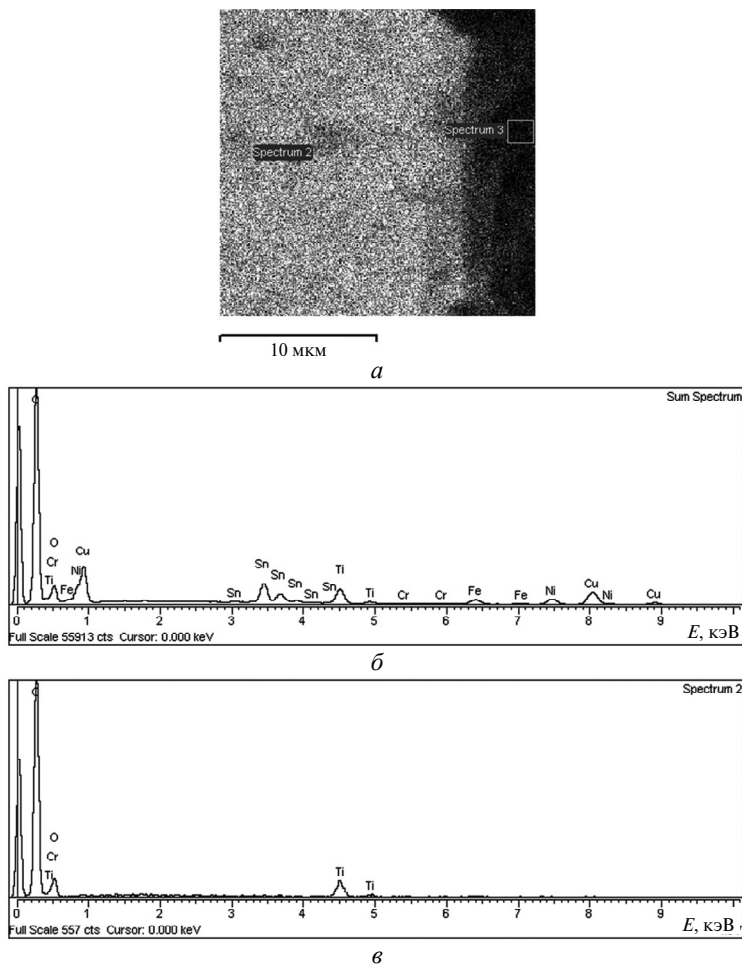 Spectrum 2
Spectrum 3
10 мкм
а
Sum Spectrum
C
O
Cr
Ti
Fe
Ni
Cu
Sn
Sn
Sn
Sn
Sn
Sn
Ti
Ti
Cr
Cr
Fe
Fe
Ni
Cu
Ni
Cu
0 1 2 3 4 5 6 7 8 9
Full Scale 55913 cts Cursor: 0.000 keV
E, кэВ
б
Spectrum 2
C
O
Cr
Ti
Ti
Ti
0 1 2 3 4 5 6 7 8 9
Full Scale 557 cts Cursor: 0.000 keV
E, кэВ
в